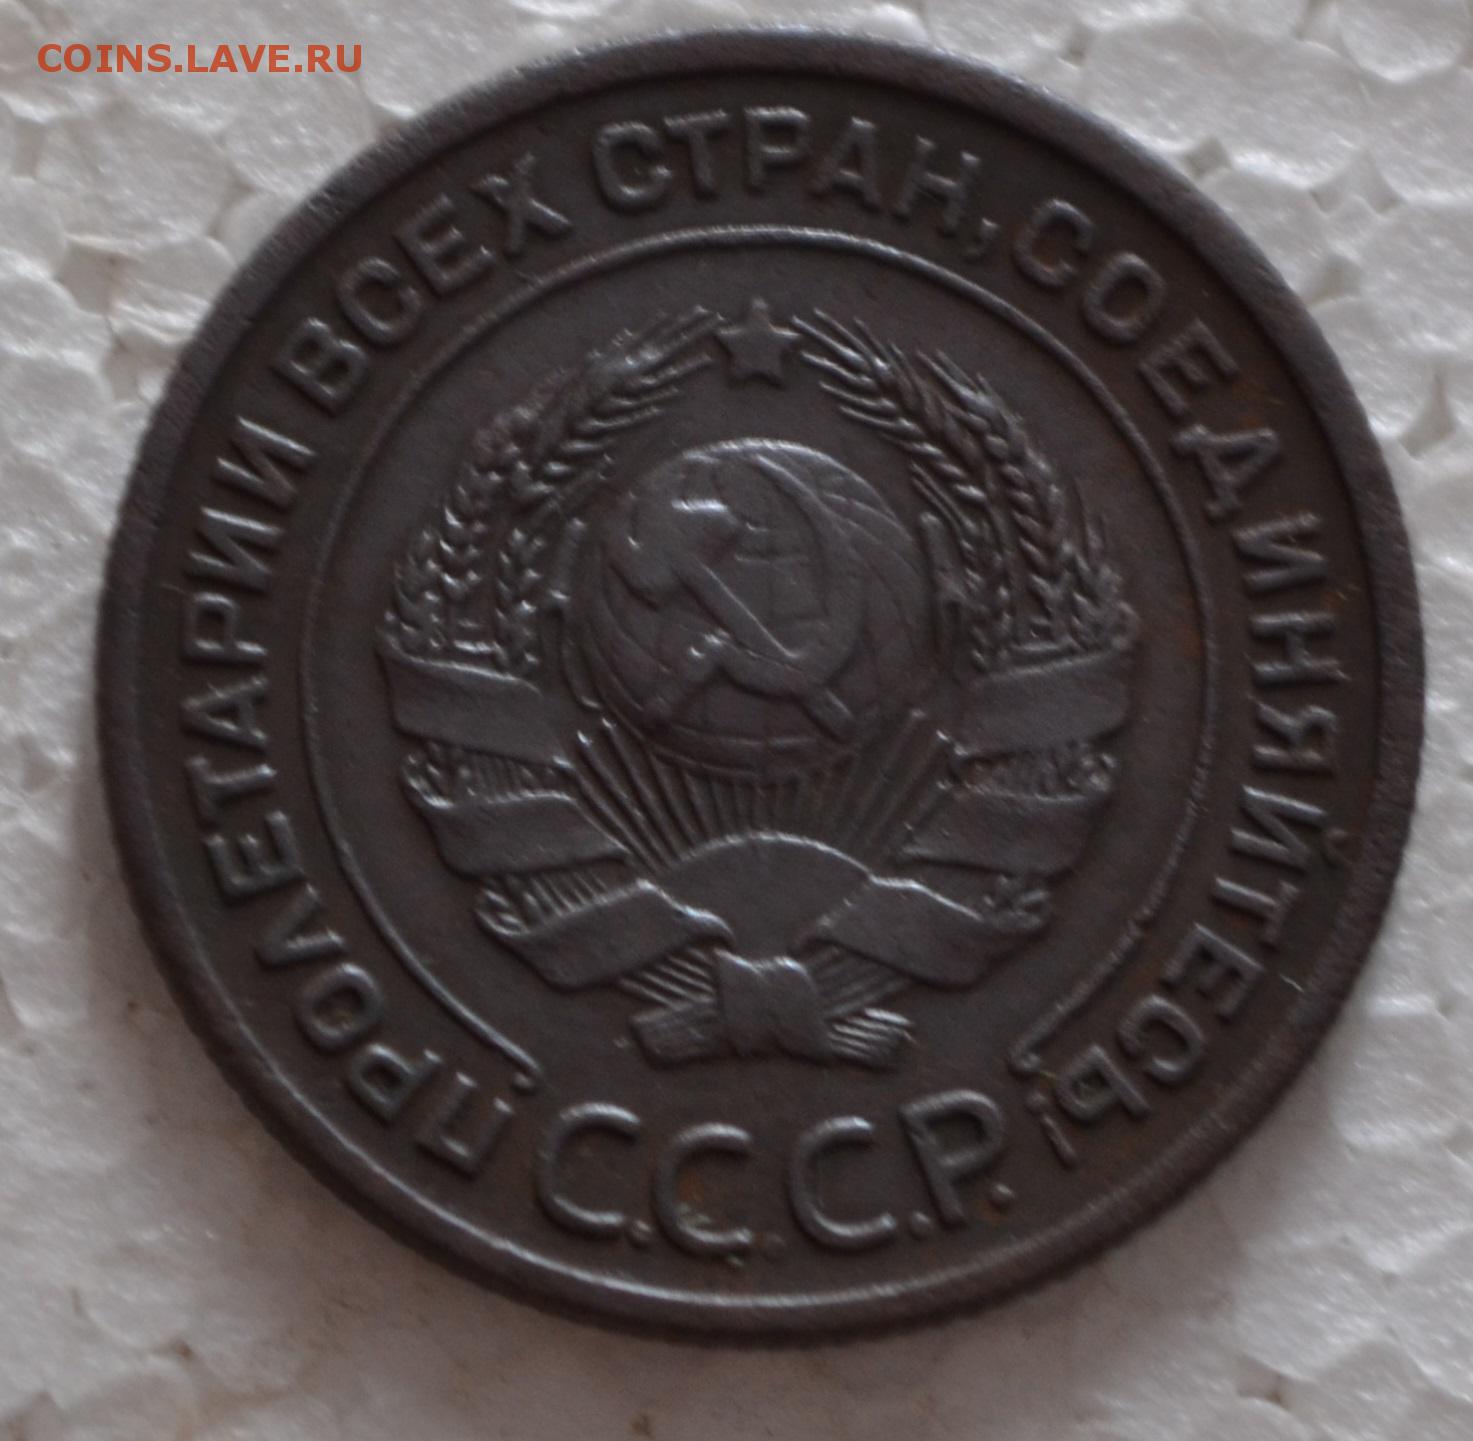 COINS.LAVE.RU
ПРОЛЕТАРИИ ВСЕХ СТРАН, СОЕДИНЯЙТЕСЬ!
С.С.С.Р.